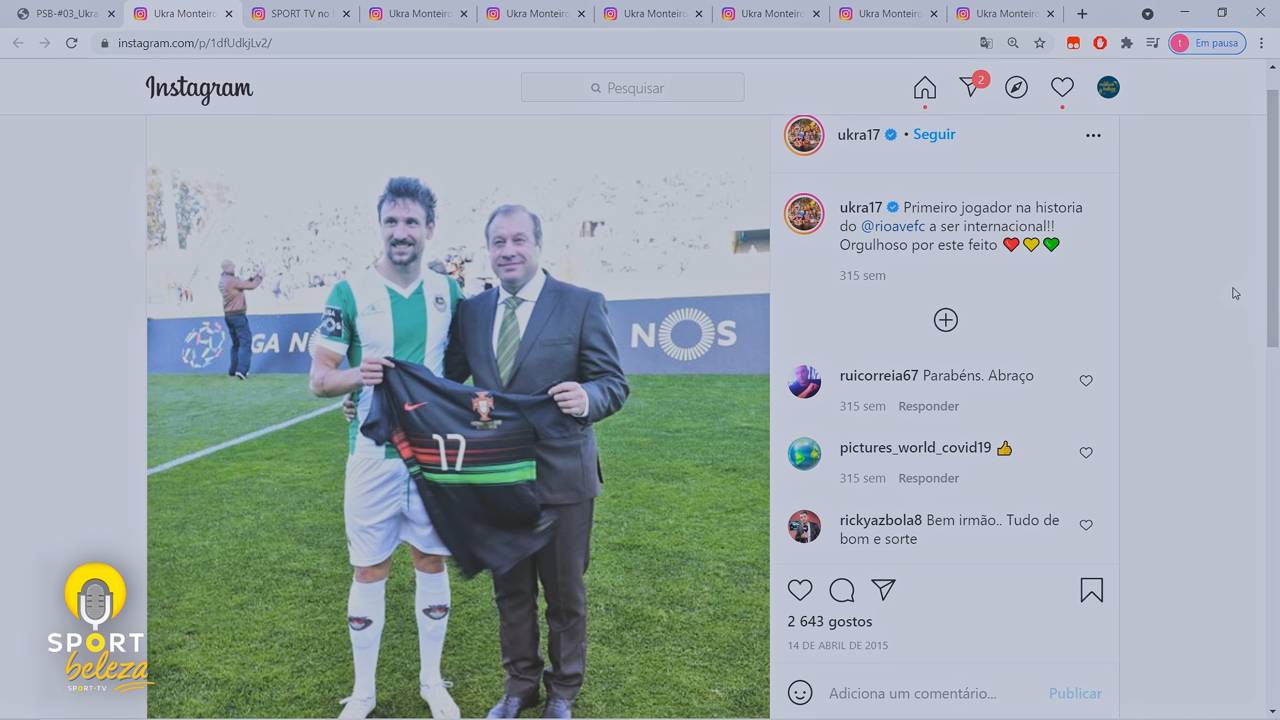 PSB-#03_Ukra
Ukra Monteiro
SPORT TV no
Ukra Monteiro
Ukra Monteiro
Ukra Monteiro
Ukra Monteiro
Ukra Monteiro
Ukra Monteiro
instagram.com/p/1dfUdkjLv2/
t
Em pausa
Instagram
Pesquisar
2
ukra17 • Seguir
ukra17 Primeiro jogador na historia
do @rioavefc a ser internacional!!
Orgulhoso por este feito ❤️💛💚
315 sem
GA N
NOS
17
ruicorreia67 Parabéns. Abraço
315 sem Responder
pictures_world_covid19 👍
315 sem Responder
rickyazbola8 Bem irmão.. Tudo de
bom e sorte
2 643 gostos
14 DE ABRIL DE 2015
Adiciona um comentário... Publicar
SPORT
beleza
SPORT•TV